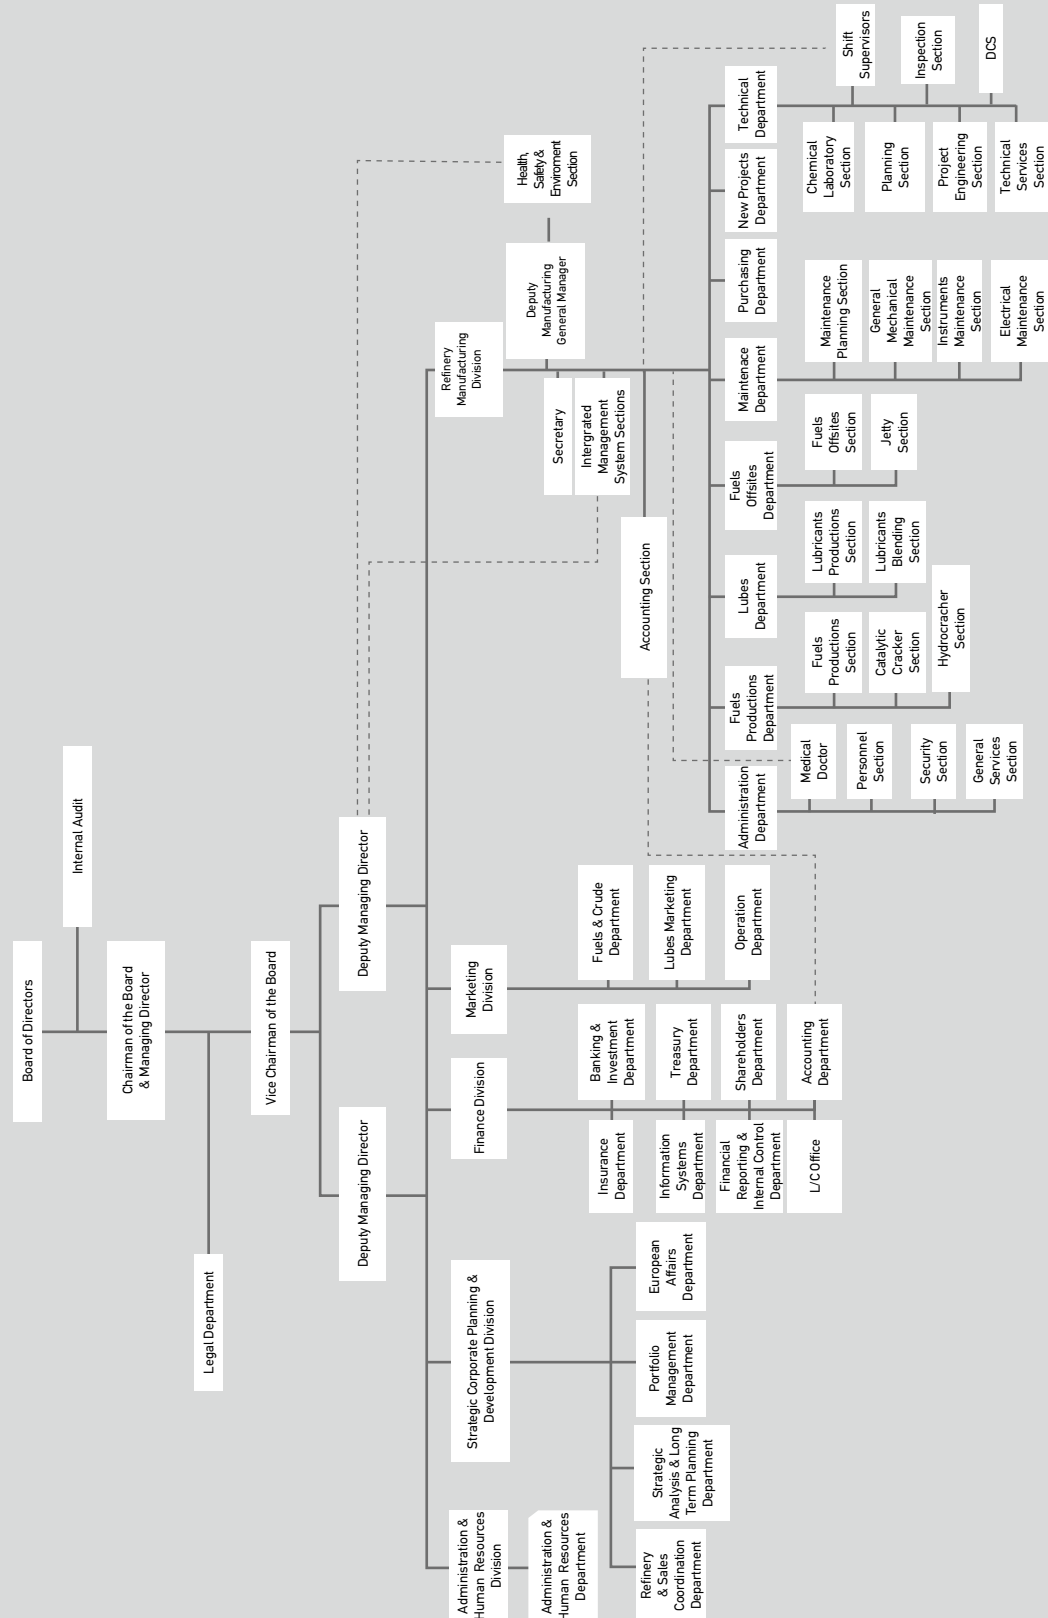 Board of Directors
Internal Audit
Chairman of the Board
& Managing Director
Legal Department
Vice Chairman of the Board
Deputy Managing Director
Deputy Managing Director
Administration &
Human Resources
Division
Administration &
Human Resources
Department
Strategic Corporate Planning &
Development Division
Refinery
& Sales
Coordination
Department
Strategic
Analysis & Long
Term Planning
Department
Portfolio
Management
Department
European
Affairs
Department
Finance Division
Insurance
Department
Banking &
Investment
Department
Information
Systems
Department
Treasury
Department
Financial
Reporting &
Internal Control
Department
Shareholders
Department
L/C Office
Accounting
Department
Marketing
Division
Fuels & Crude
Department
Lubes Marketing
Department
Operation
Department
Refinery
Manufacturing
Division
Deputy
Manufacturing
General Manager
Health,
Safety &
Enviroment
Section
Secretary
Intergrated
Management
System Sections
Accounting Section
Administration
Department
Medical
Doctor
Personnel
Section
Security
Section
General
Services
Section
Fuels
Productions
Department
Fuels
Productions
Section
Catalytic
Cracker
Section
Hydrocracher
Section
Lubes
Department
Lubricants
Productions
Section
Lubricants
Blending
Section
Fuels
Offsites
Department
Fuels
Offsites
Section
Jetty
Section
Maintenace
Department
Maintenance
Planning Section
General
Mechanical
Maintenance
Section
Instruments
Maintenance
Section
Electrical
Maintenance
Section
Purchasing
Department
New Projects
Department
Technical
Department
Chemical
Laboratory
Section
Shift
Supervisors
Planning
Section
Inspection
Section
Project
Engineering
Section
DCS
Technical
Services
Section